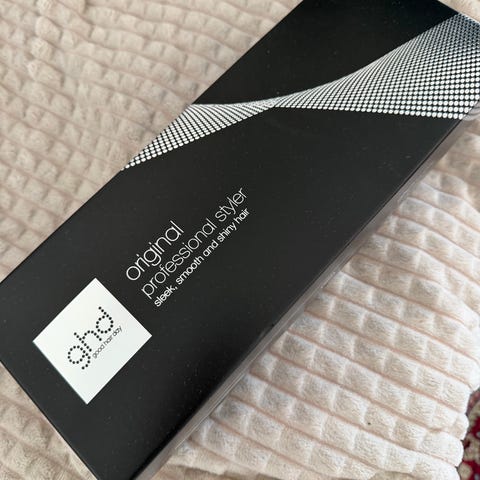 original
professional styler
sleek, smooth and shiny hair
ghd
good hair day